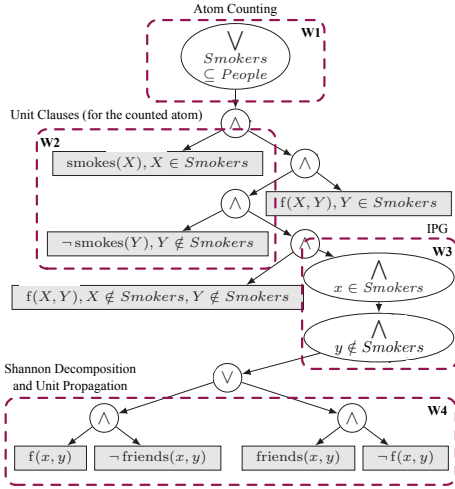 Atom Counting
W1
⋁
Smokers
⊆ People
Unit Clauses (for the counted atom)
∧
W2
smokes(X), X ∈ Smokers
∧
∧
f(X, Y), Y ∈ Smokers
IPG
¬ smokes(Y), Y ∉ Smokers
∧
W3
⋀
x ∈ Smokers
f(X, Y), X ∉ Smokers, Y ∉ Smokers
⋀
y ∉ Smokers
Shannon Decomposition
and Unit Propagation
∨
W4
∧
∧
f(x, y)
¬ friends(x, y)
friends(x, y)
¬ f(x, y)